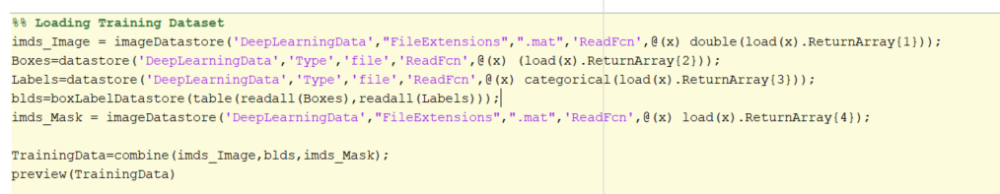 %% Loading Training Dataset
imds_Image = imageDatastore('DeepLearningData',"FileExtensions",".mat",'ReadFcn',@(x) double(load(x).ReturnArray{1}));
Boxes=datastore('DeepLearningData','Type','file','ReadFcn',@(x) (load(x).ReturnArray{2}));
Labels=datastore('DeepLearningData','Type','file','ReadFcn',@(x) categorical(load(x).ReturnArray{3}));
blds=boxLabelDatastore(table(readall(Boxes),readall(Labels)));
imds_Mask = imageDatastore('DeepLearningData',"FileExtensions",".mat",'ReadFcn',@(x) load(x).ReturnArray{4});
TrainingData=combine(imds_Image,blds,imds_Mask);
preview(TrainingData)